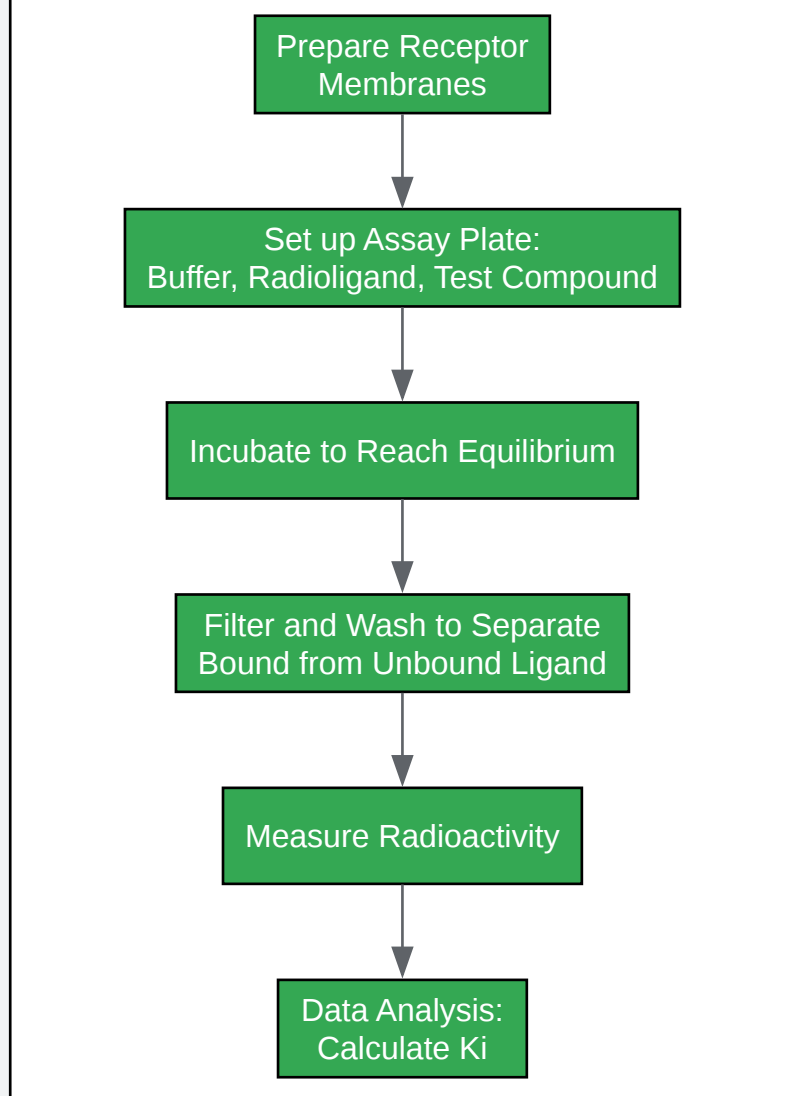 Prepare Receptor
Membranes
Set up Assay Plate:
Buffer, Radioligand, Test Compound
Incubate to Reach Equilibrium
Filter and Wash to Separate
Bound from Unbound Ligand
Measure Radioactivity
Data Analysis:
Calculate Ki